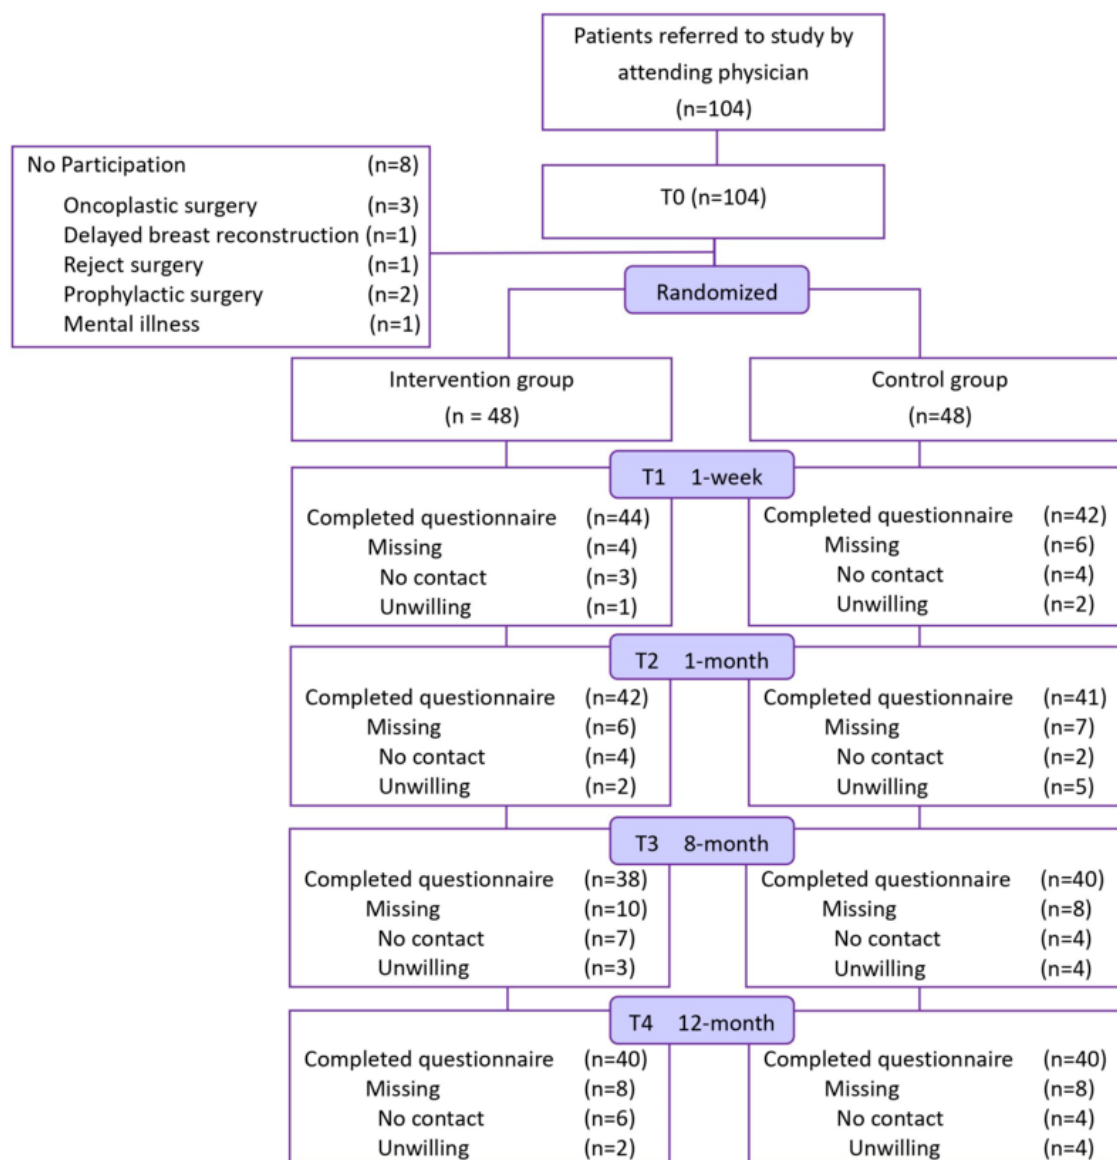 Patients referred to study by
attending physician
(n=104)
No Participation (n=8)
Oncoplastic surgery (n=3)
Delayed breast reconstruction (n=1)
Reject surgery (n=1)
Prophylactic surgery (n=2)
Mental illness (n=1)
T0 (n=104)
Randomized
Intervention group
(n = 48)
Control group
(n=48)
T1 1-week
Completed questionnaire (n=44)
Missing (n=4)
No contact (n=3)
Unwilling (n=1)
Completed questionnaire (n=42)
Missing (n=6)
No contact (n=4)
Unwilling (n=2)
T2 1-month
Completed questionnaire (n=42)
Missing (n=6)
No contact (n=4)
Unwilling (n=2)
Completed questionnaire (n=41)
Missing (n=7)
No contact (n=2)
Unwilling (n=5)
T3 8-month
Completed questionnaire (n=38)
Missing (n=10)
No contact (n=7)
Unwilling (n=3)
Completed questionnaire (n=40)
Missing (n=8)
No contact (n=4)
Unwilling (n=4)
T4 12-month
Completed questionnaire (n=40)
Missing (n=8)
No contact (n=6)
Unwilling (n=2)
Completed questionnaire (n=40)
Missing (n=8)
No contact (n=4)
Unwilling (n=4)